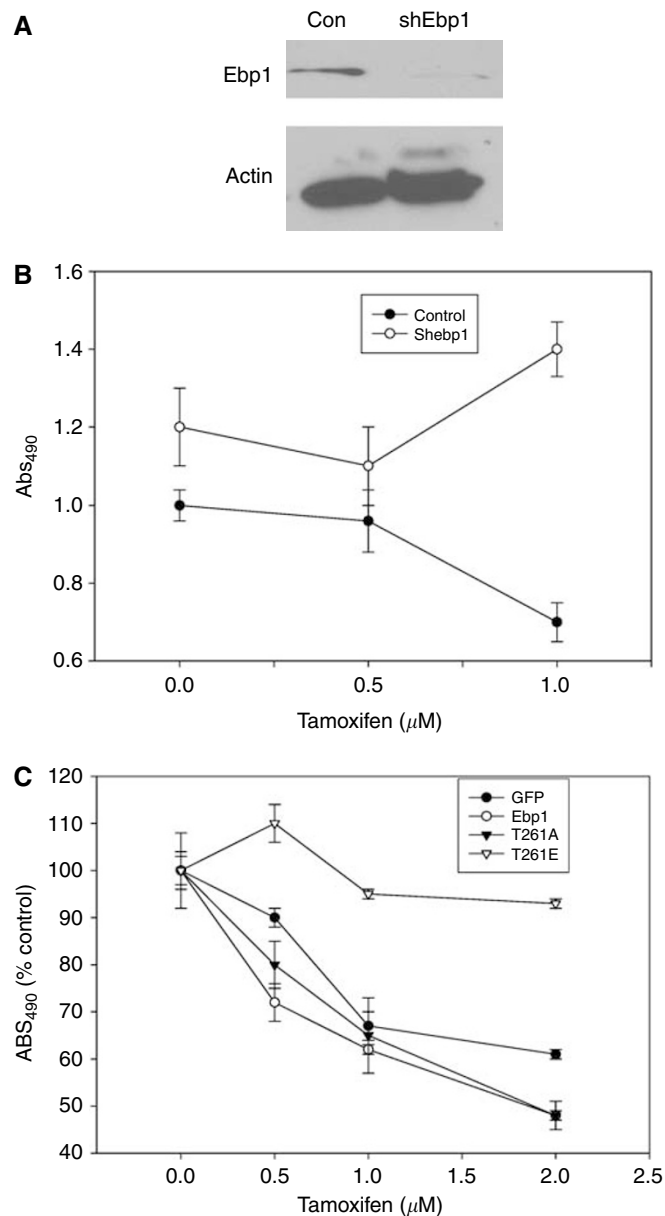 A
Con shEbp1
Ebp1
Actin
B
1.6
1.4
1.2
1.0
0.8
0.6
Abs490
Control
Shebp1
0.0 0.5 1.0
Tamoxifen (μM)
C
120
110
100
90
80
70
60
50
40
ABS490 (% control)
GFP
Ebp1
T261A
T261E
0.0 0.5 1.0 1.5 2.0 2.5
Tamoxifen (μM)